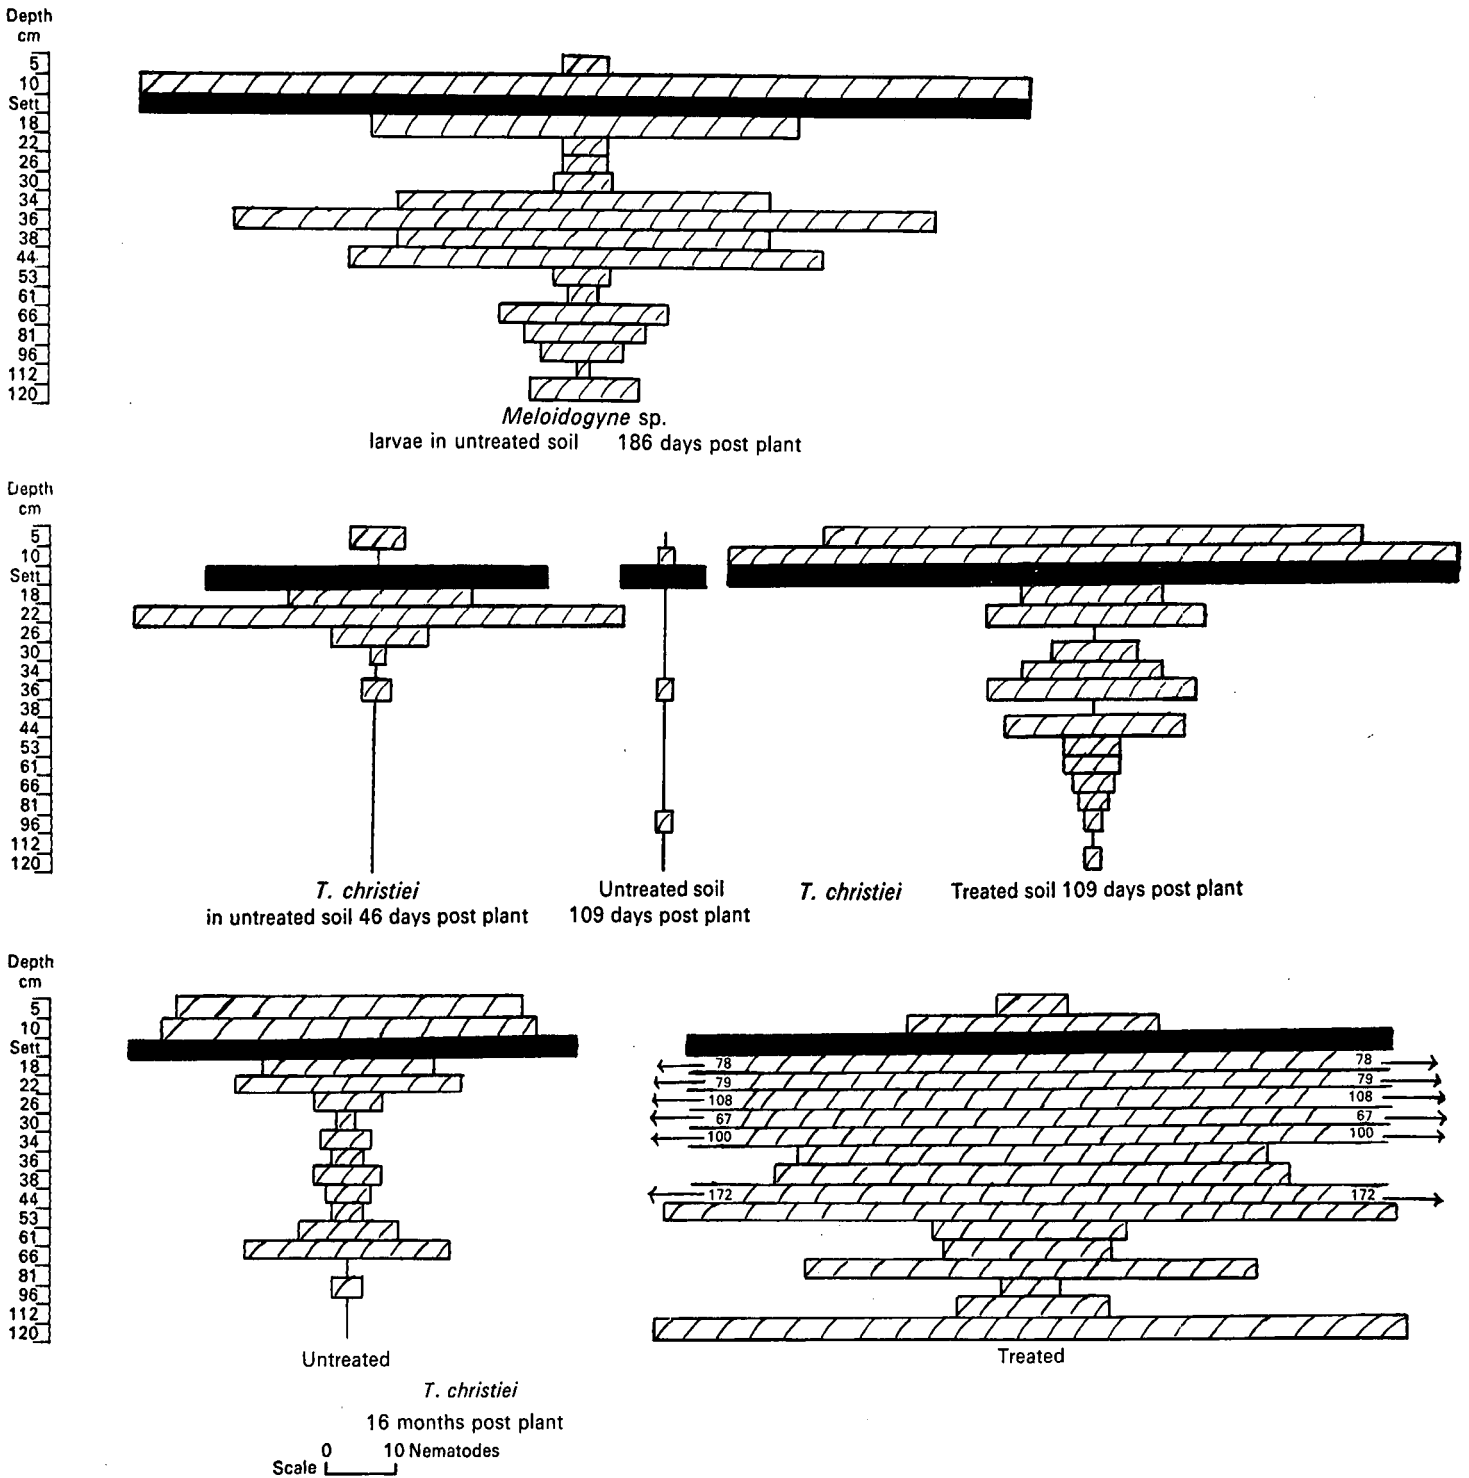 Depth
cm
5
10
Sett
18
22
26
30
34
36
38
44
53
61
66
81
96
112
120
Meloidogyne sp.
larvae in untreated soil 186 days post plant
Depth
cm
5
10
Sett
18
22
26
30
34
36
38
44
53
61
66
81
96
112
120
T. christiei
in untreated soil 46 days post plant
Untreated soil
109 days post plant
T. christiei Treated soil 109 days post plant
Depth
cm
5
10
Sett
18
22
26
30
34
36
38
44
53
61
66
81
96
112
120
78 78
79 79
108 108
67 67
100 100
172 172
Untreated
Treated
T. christiei
16 months post plant
0 10 Nematodes
Scale